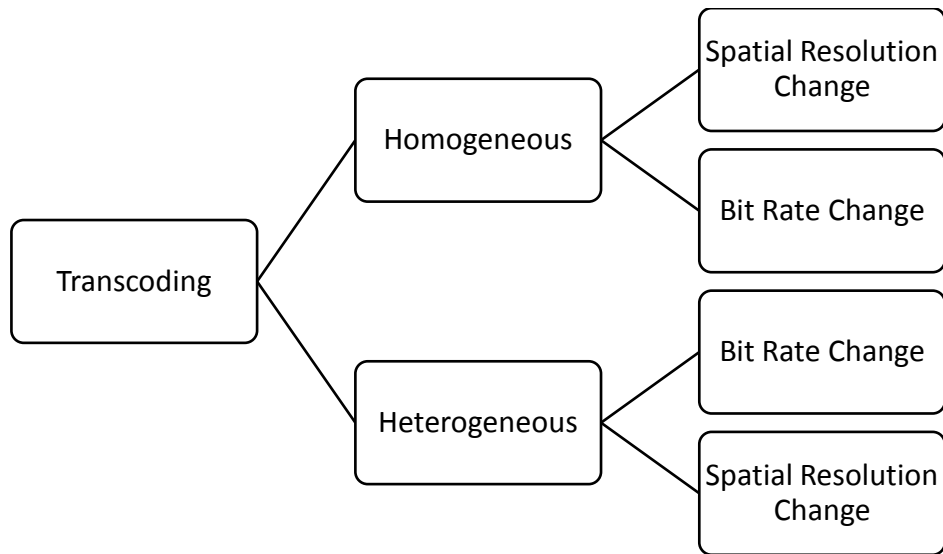 Transcoding
Homogeneous
Spatial Resolution
Change
Bit Rate Change
Heterogeneous
Bit Rate Change
Spatial Resolution
Change